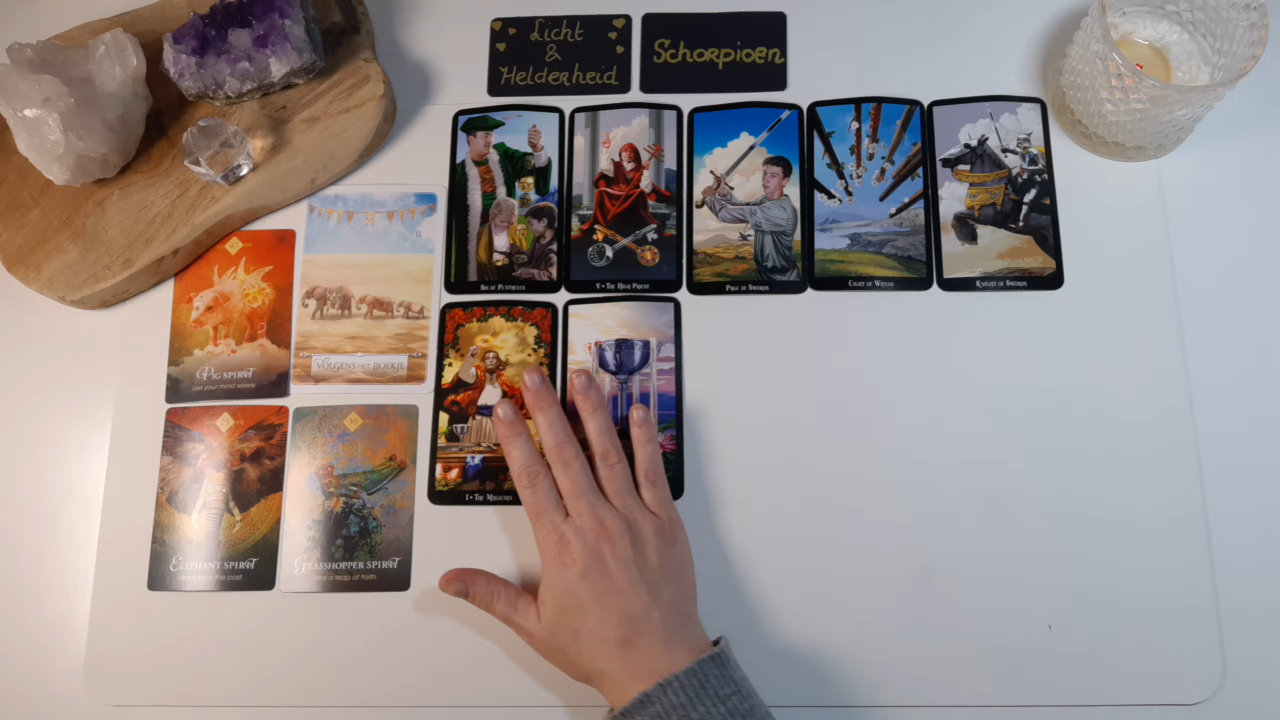 Licht
&
Helderheid
Schorpioen
Six of Pentacles
V • The High Priest
Page of Swords
Eight of Wands
Knight of Swords
Pig Spirit
Use your mind wisely
II
Volgens het boekje
I • The Magician
Elephant Spirit
Learn from the past.
Grasshopper Spirit
Take a leap of faith.